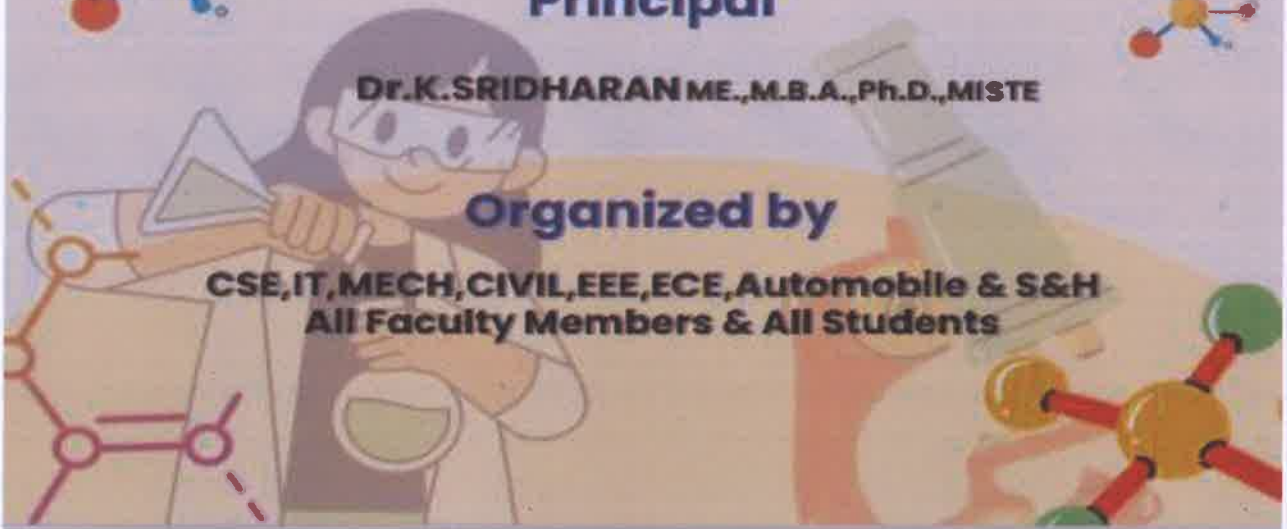 Principal
Dr.K.SRIDHARAN ME.,M.B.A.,Ph.D.,MISTE
Organized by
CSE,IT,MECH,CIVIL,EEE,ECE,Automobile & S&H
All Faculty Members & All Students